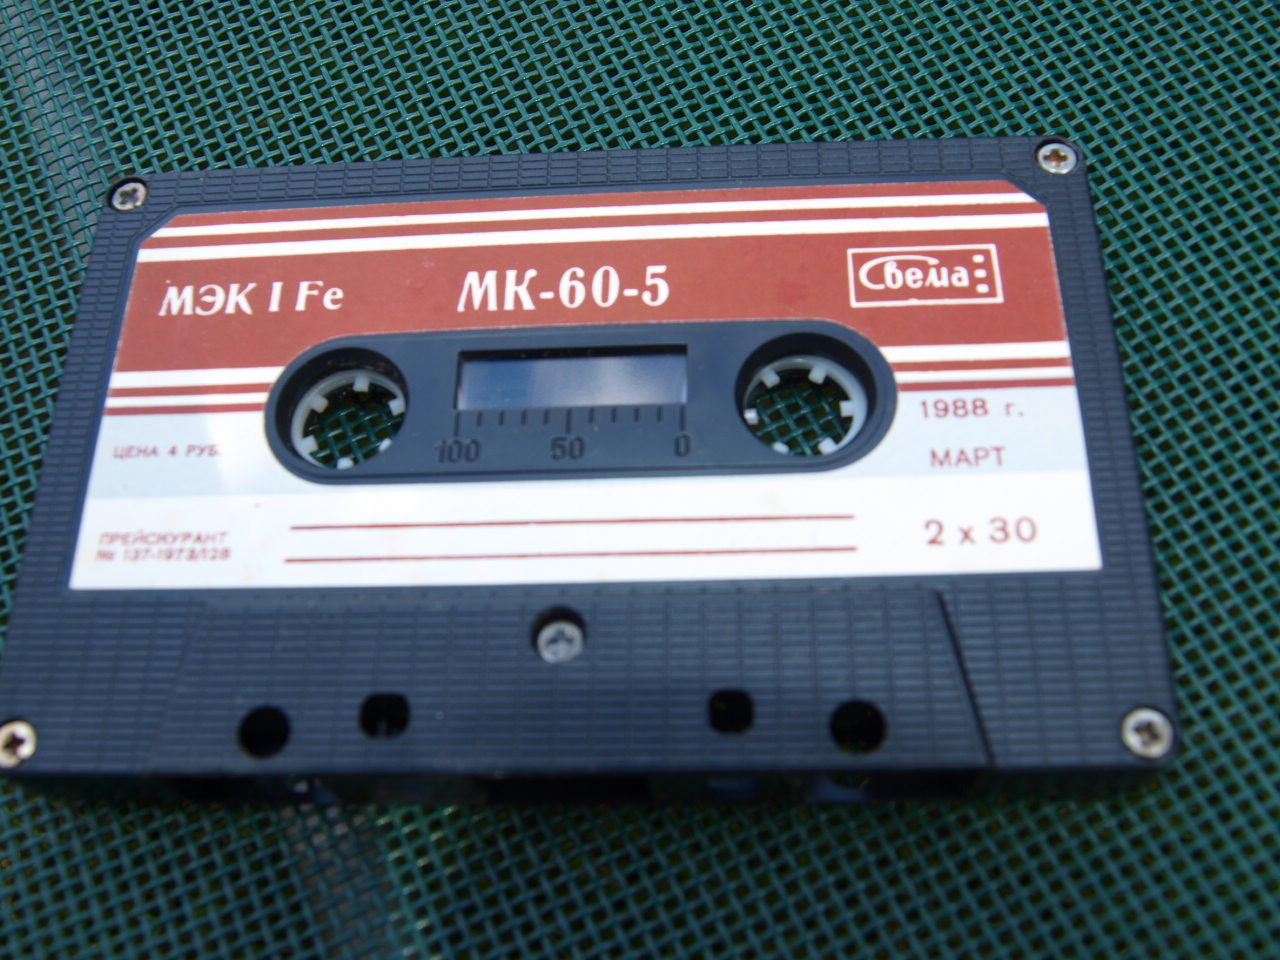 МЭК I Fe
МК-60-5
Свема
100 50 0
1988 г.
МАРТ
ЦЕНА 4 РУБ.
ПРЕЙСКУРАНТ
2 x 30